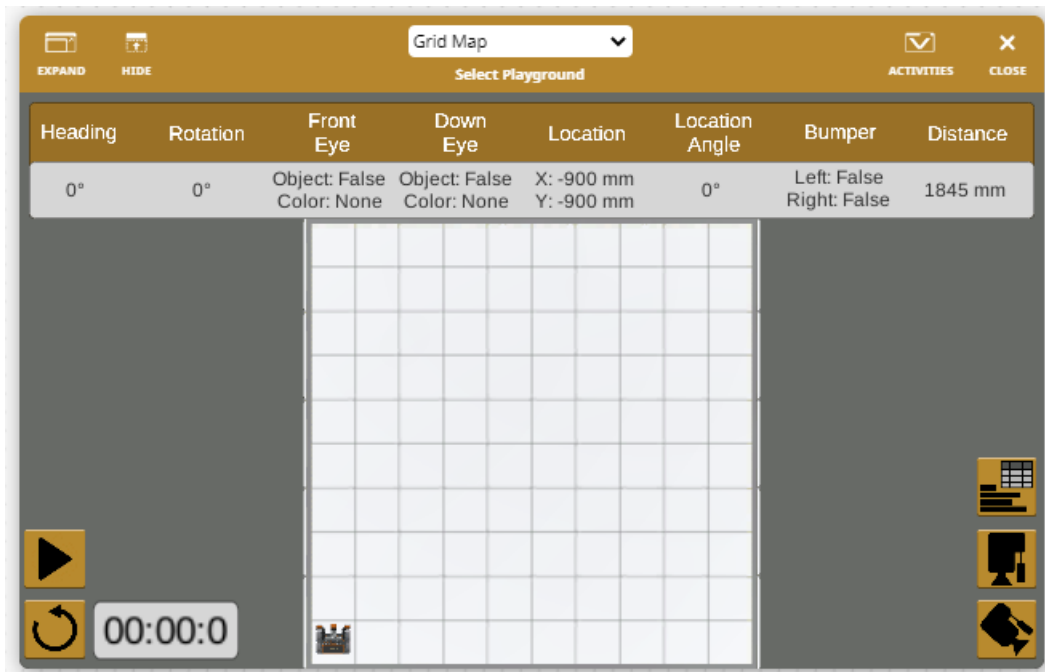 Grid Map
EXPAND HIDE Select Playground ACTIVITIES CLOSE
Heading Rotation Front Eye Down Eye Location Location Angle Bumper Distance
0° 0° Object: False Object: False X: -900 mm 0° Left: False 1845 mm
Color: None Color: None Y: -900 mm Right: False
00:00:0